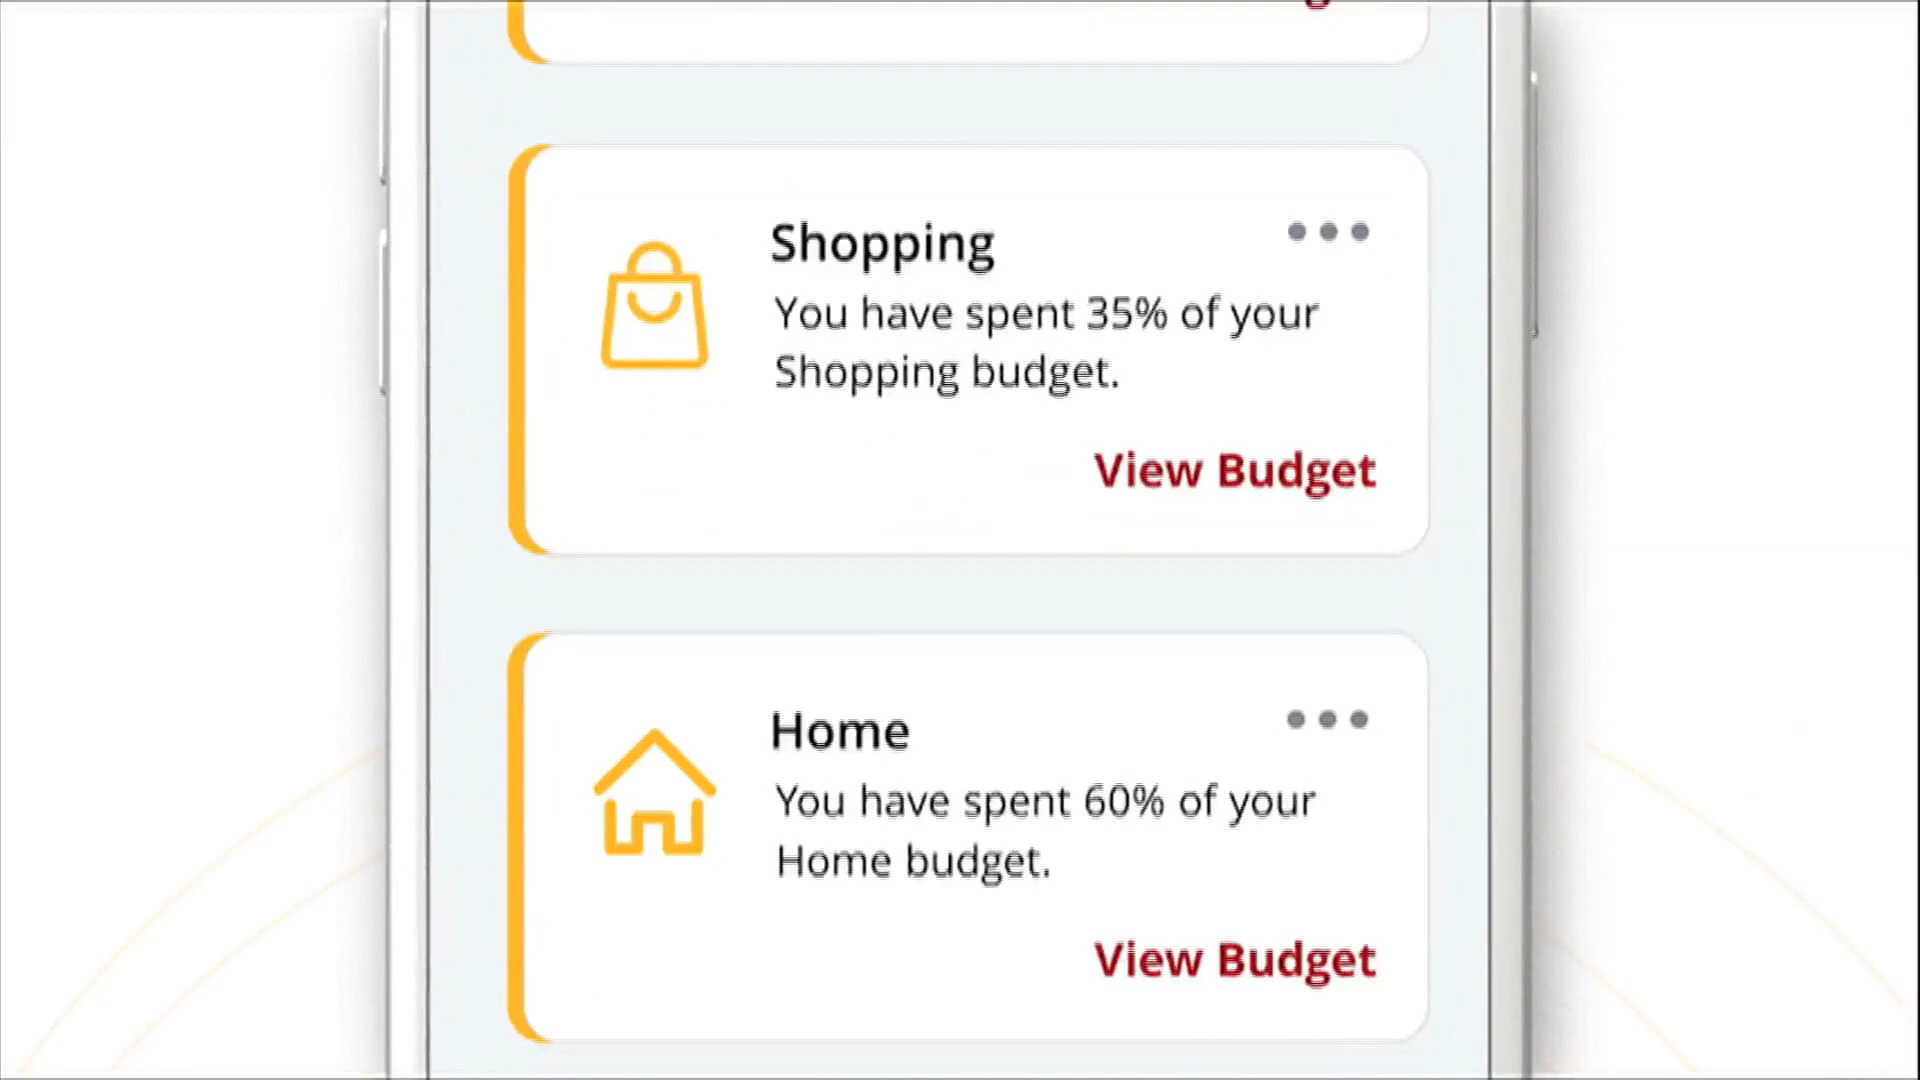 Shopping
You have spent 35% of your
Shopping budget.
View Budget
Home
You have spent 60% of your
Home budget.
View Budget